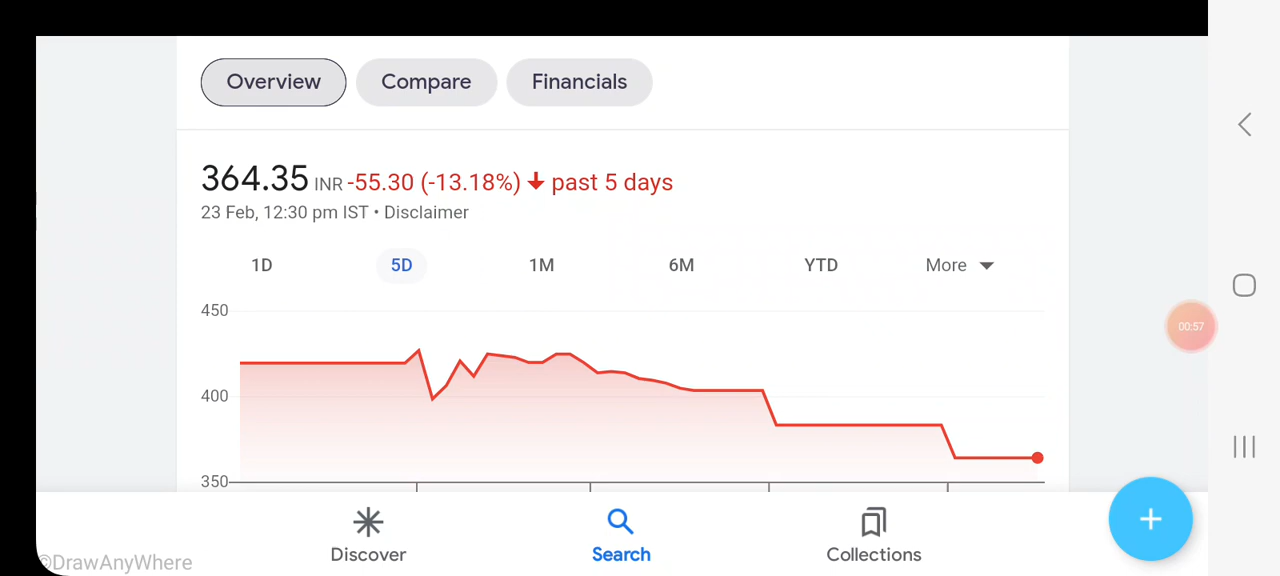 Overview Compare Financials
364.35 INR -55.30 (-13.18%) ↓ past 5 days
23 Feb, 12:30 pm IST • Disclaimer
1D 5D 1M 6M YTD More
450
400
350
00:57
Discover Search Collections
©DrawAnyWhere